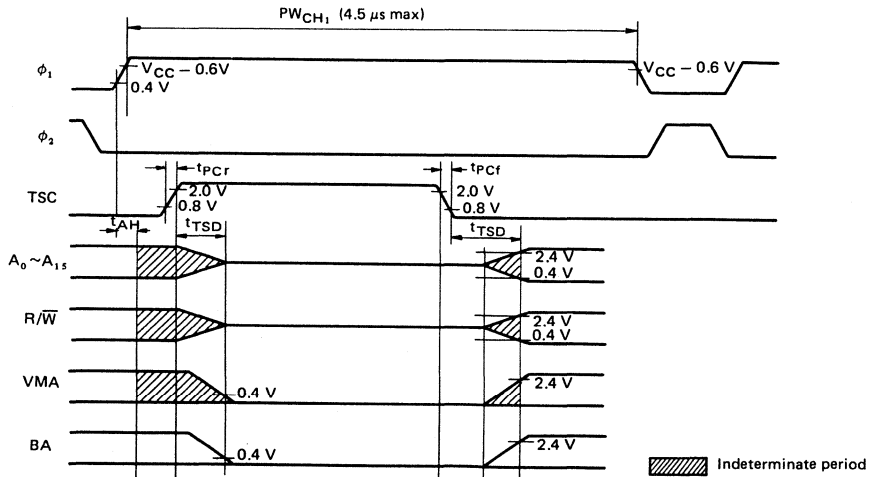 PW_CH1 (4.5 μs max)
ϕ1
V_CC – 0.6V
0.4 V
V_CC – 0.6 V
ϕ2
t_PCr
t_PCf
TSC
2.0 V
0.8 V
2.0 V
0.8 V
t_AH
t_TSD
t_TSD
A0~A15
2.4 V
0.4 V
R/W̅
2.4 V
0.4 V
VMA
0.4 V
2.4 V
BA
0.4 V
2.4 V
Indeterminate period